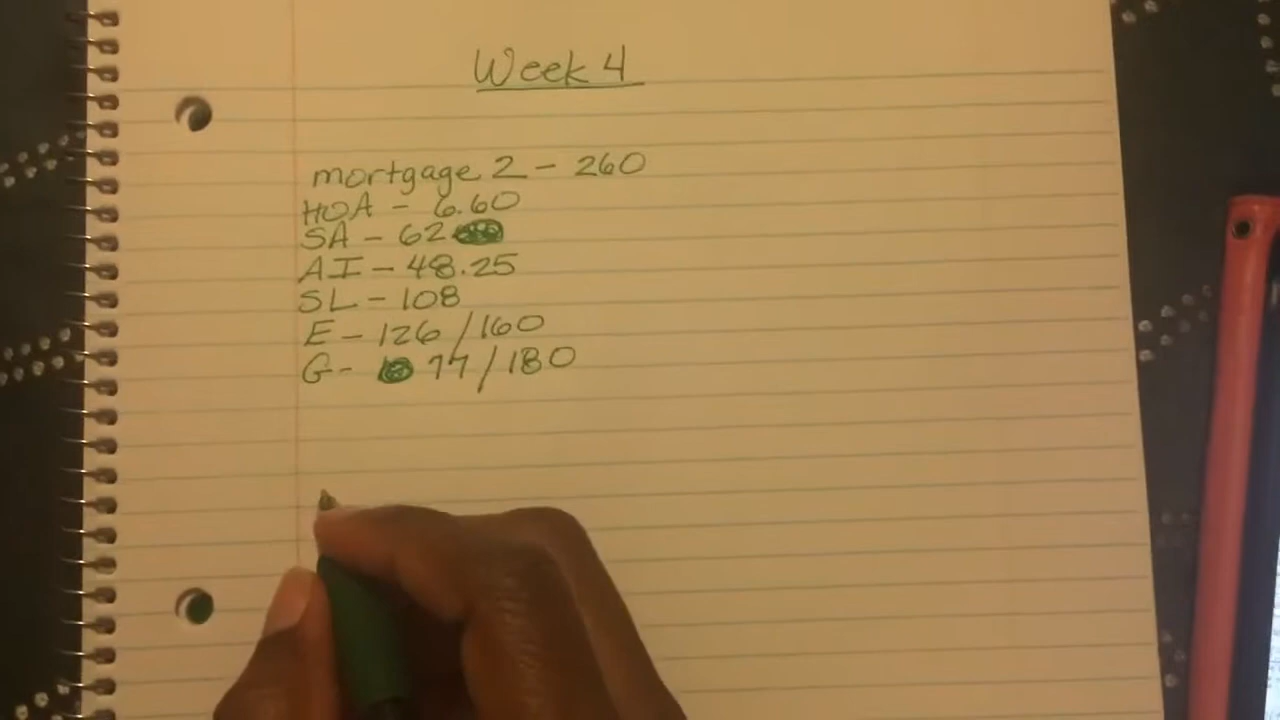 Week 4
mortgage 2 - 260
HOA - 6.60
SA - 62
AI - 48.25
SL - 108
E - 126 / 160
G - 77 / 180